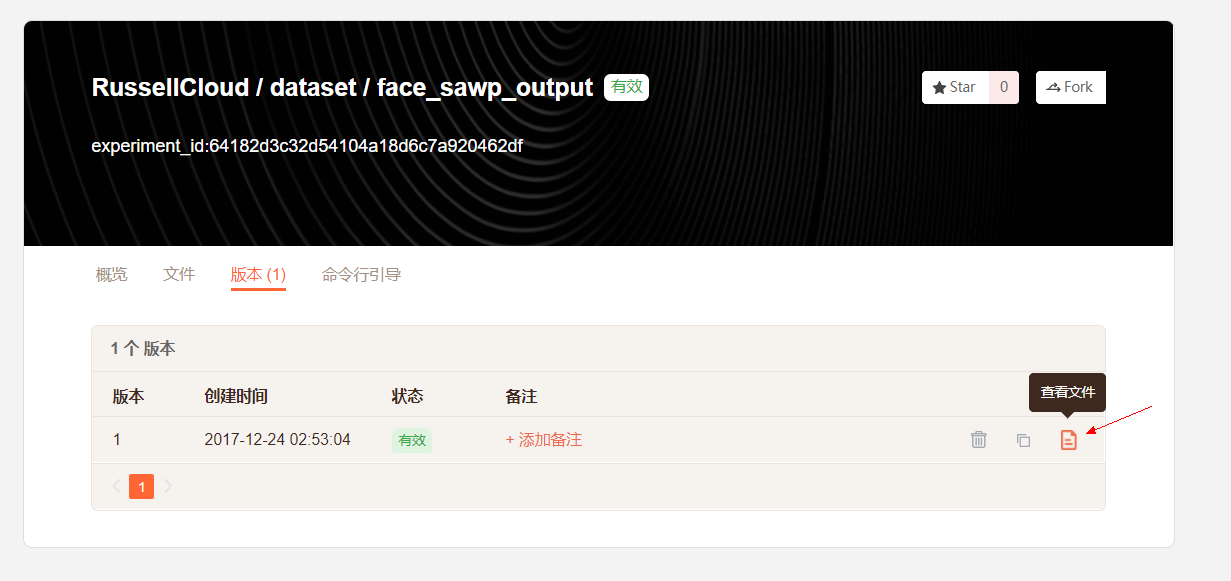 RussellCloud / dataset / face_sawp_output 有效
Star 0 Fork
experiment_id:64182d3c32d54104a18d6c7a920462df
概览 文件 版本 (1) 命令行引导
1 个 版本
版本 创建时间 状态 备注
查看文件
1 2017-12-24 02:53:04 有效 + 添加备注
1